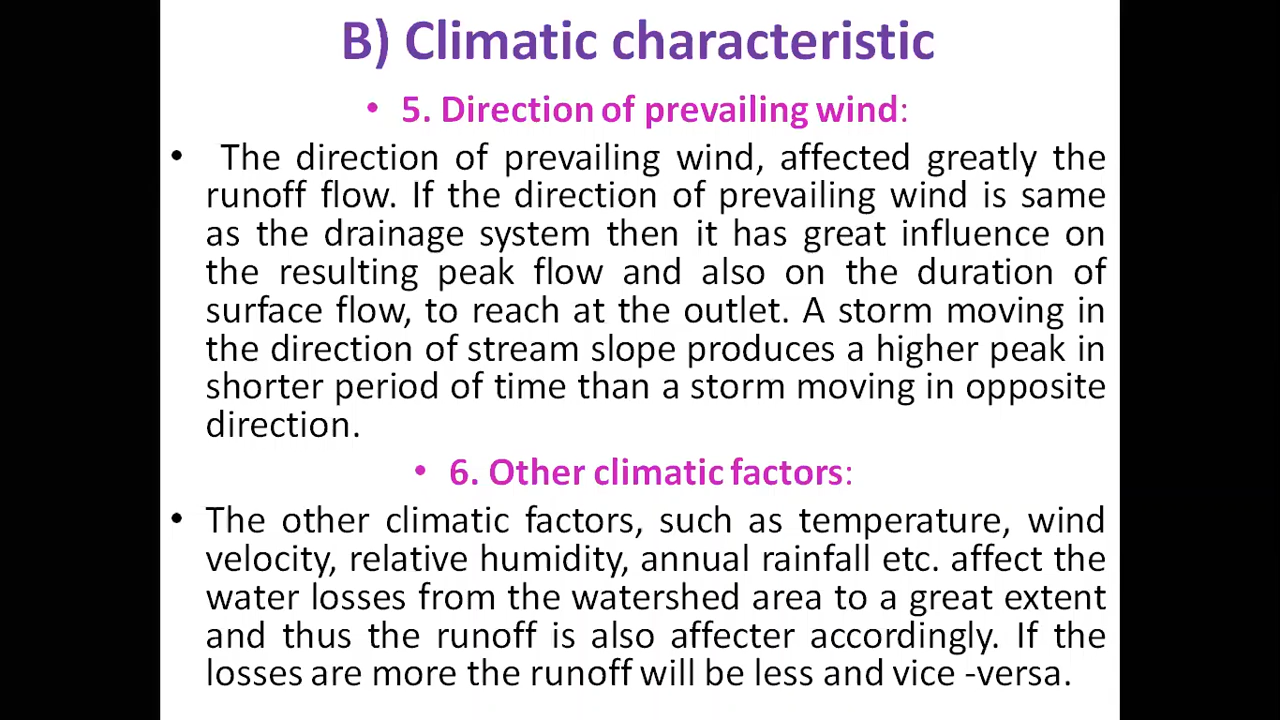 B) Climatic characteristic
• 5. Direction of prevailing wind:
• The direction of prevailing wind, affected greatly the
runoff flow. If the direction of prevailing wind is same
as the drainage system then it has great influence on
the resulting peak flow and also on the duration of
surface flow, to reach at the outlet. A storm moving in
the direction of stream slope produces a higher peak in
shorter period of time than a storm moving in opposite
direction.
• 6. Other climatic factors:
• The other climatic factors, such as temperature, wind
velocity, relative humidity, annual rainfall etc. affect the
water losses from the watershed area to a great extent
and thus the runoff is also affecter accordingly. If the
losses are more the runoff will be less and vice -versa.